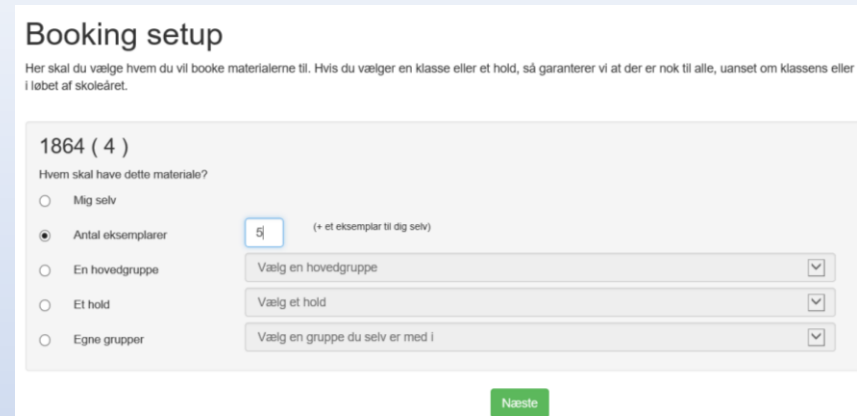 Booking setup
Her skal du vælge hvem du vil booke materialerne til. Hvis du vælger en klasse eller et hold, så garanterer vi at der er nok til alle, uanset om klassens eller
i løbet af skoleåret.
1864 ( 4 )
Hvem skal have dette materiale?
Mig selv
Antal eksemplarer 5 (+ et eksemplar til dig selv)
En hovedgruppe Vælg en hovedgruppe
Et hold Vælg et hold
Egne grupper Vælg en gruppe du selv er med i
Næste